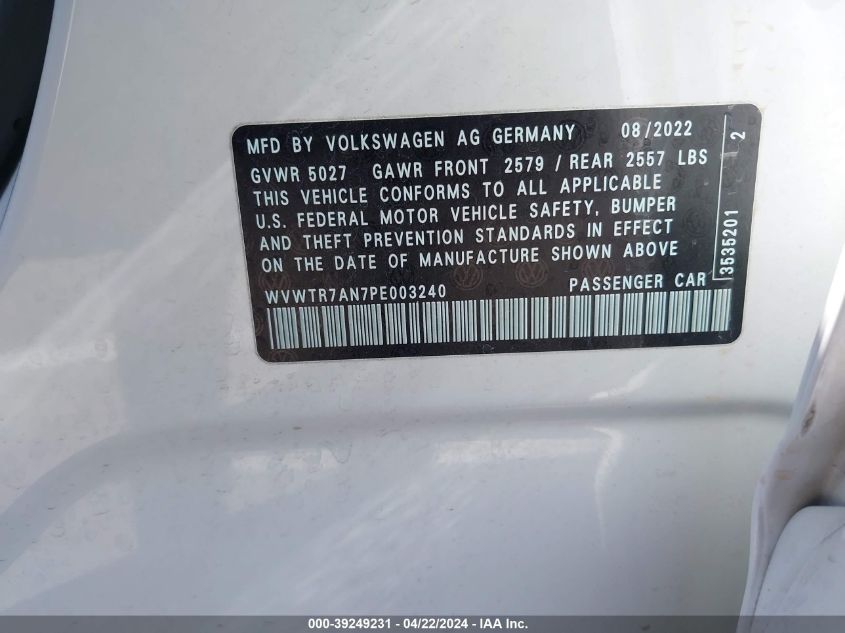 MFD BY VOLKSWAGEN AG GERMANY 08/2022
GVWR 5027 GAWR FRONT 2579 / REAR 2557 LBS
THIS VEHICLE CONFORMS TO ALL APPLICABLE
U.S. FEDERAL MOTOR VEHICLE SAFETY, BUMPER
AND THEFT PREVENTION STANDARDS IN EFFECT
ON THE DATE OF MANUFACTURE SHOWN ABOVE
WVWTR7AN7PE003240 PASSENGER CAR
3535201 2
000-39249231 - 04/22/2024 - IAA Inc.